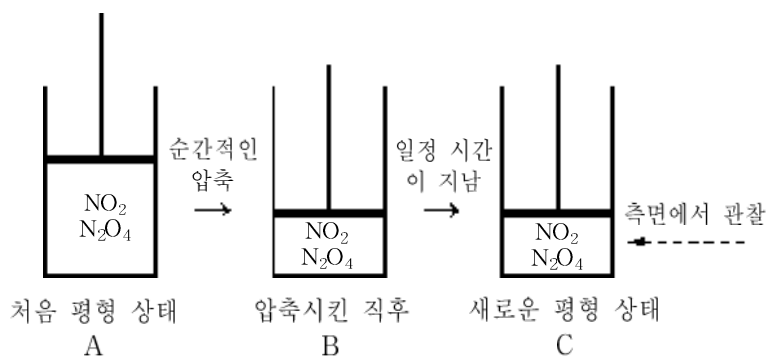 순간적인
압축
일정 시간
이 지남
NO₂
N₂O₄
NO₂
N₂O₄
NO₂
N₂O₄
측면에서 관찰
처음 평형 상태
압축시킨 직후
새로운 평형 상태
A
B
C